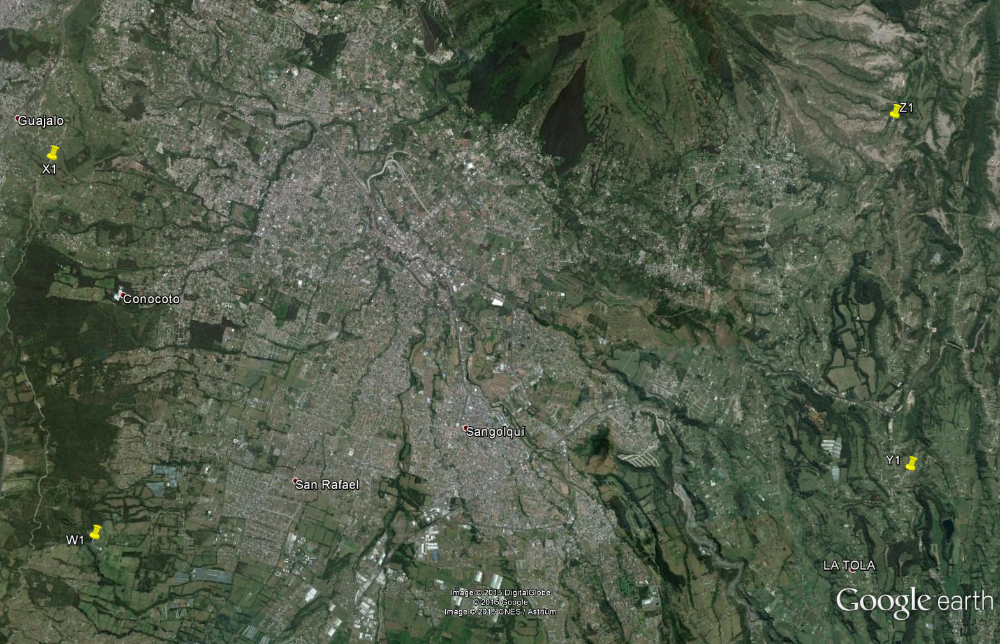 Z1
Guajalo
X1
Conocoto
Sangolquí
Y1
San Rafael
W1
LA TOLA
Image © 2015 DigitalGlobe
© 2015 Google
Image © 2015 CNES / Astrium
Google earth